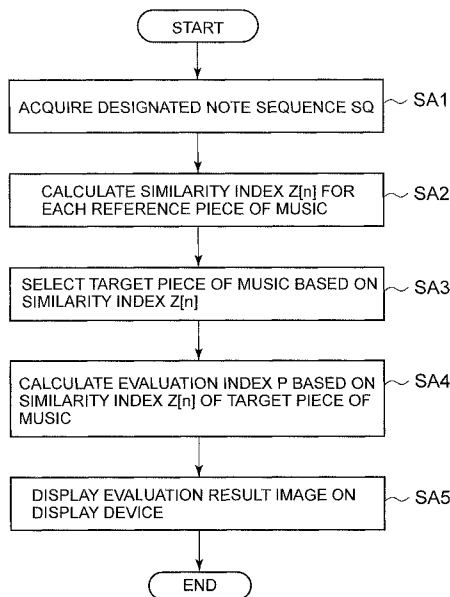 START
ACQUIRE DESIGNATED NOTE SEQUENCE SQ
SA1
CALCULATE SIMILARITY INDEX Z[n] FOR
EACH REFERENCE PIECE OF MUSIC
SA2
SELECT TARGET PIECE OF MUSIC BASED ON
SIMILARITY INDEX Z[n]
SA3
CALCULATE EVALUATION INDEX P BASED ON
SIMILARITY INDEX Z[n] OF TARGET PIECE OF
MUSIC
SA4
DISPLAY EVALUATION RESULT IMAGE ON
DISPLAY DEVICE
SA5
END